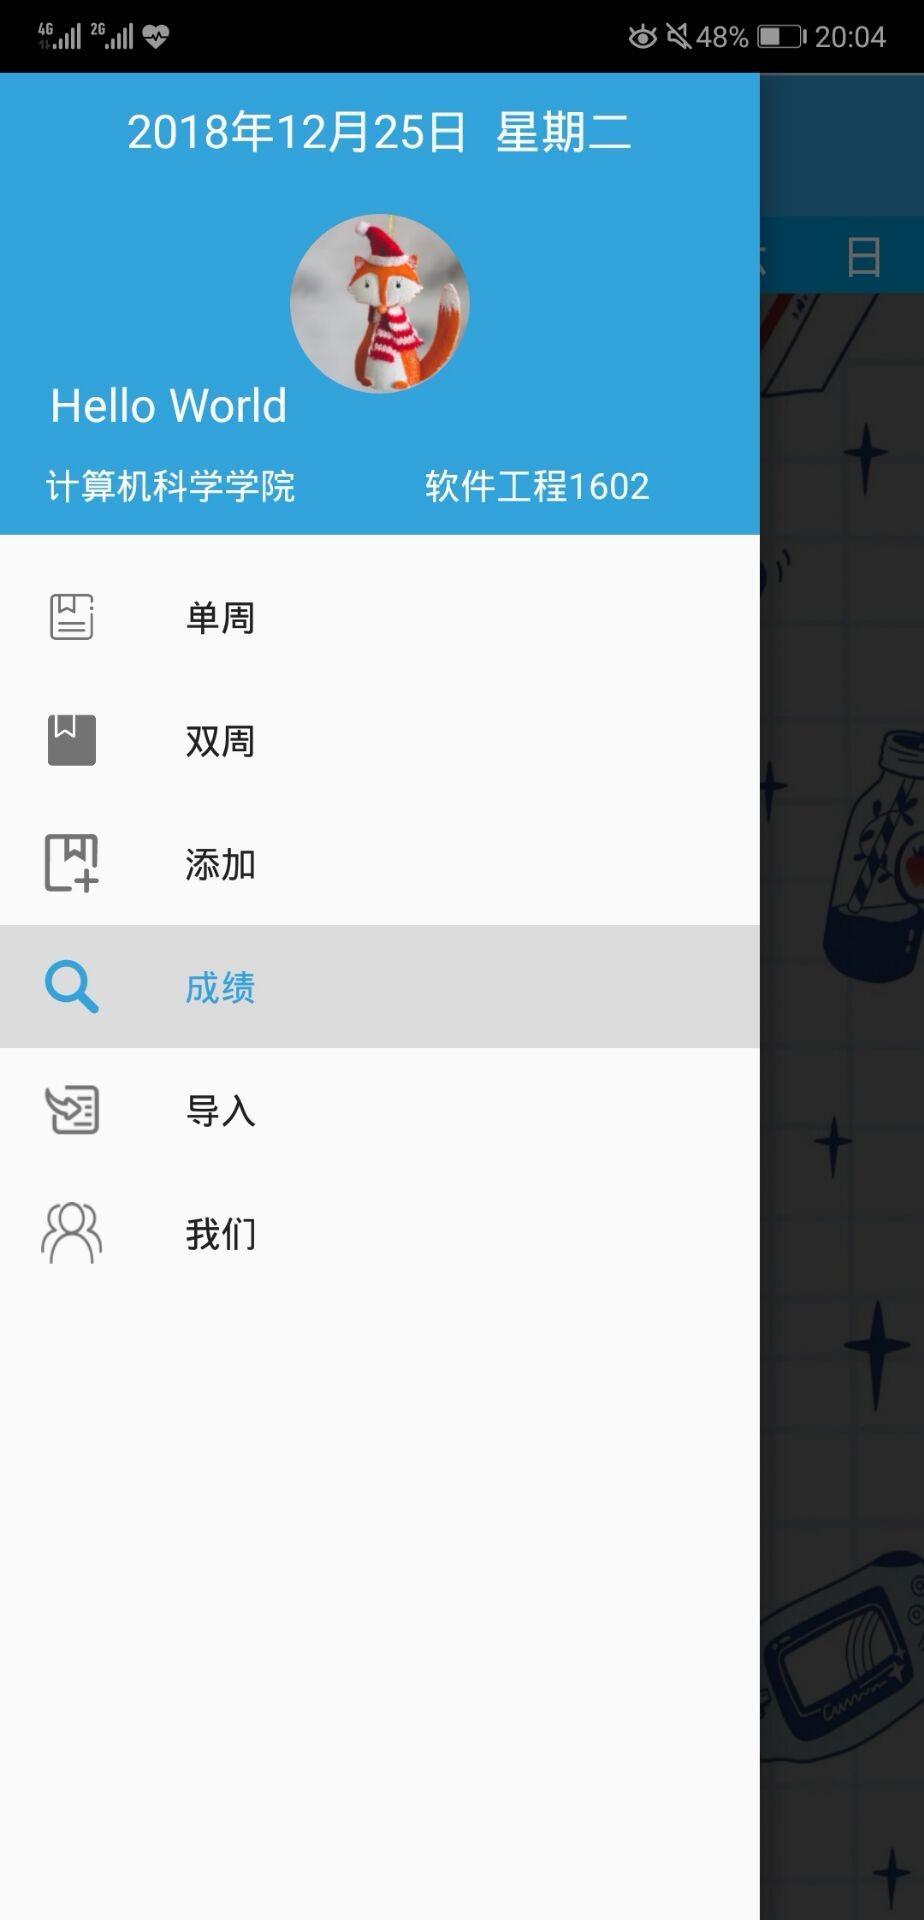 4G 2G 48% 20:04
2018年12月25日 星期二
日
Hello World
计算机科学学院 软件工程1602
单周
双周
添加
成绩
导入
我们